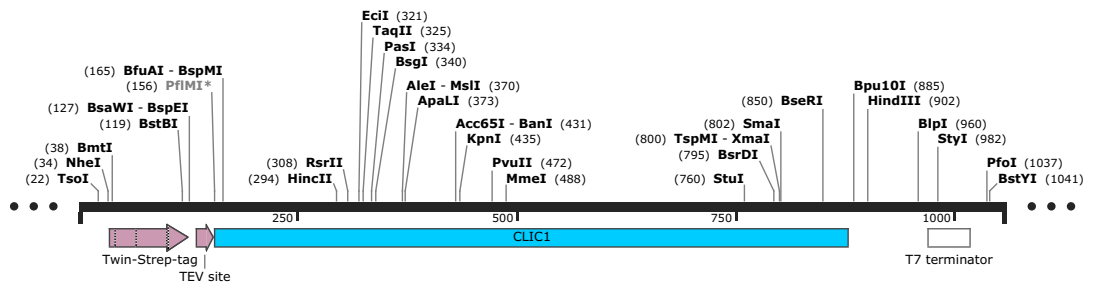 EciI (321)
TaqII (325)
PasI (334)
BsgI (340)
(165) BfuAI - BspMI
(156) PflMI*
AleI - MslI (370)
(850) BseRI
Bpu10I (885)
ApaLI (373)
HindIII (902)
(127) BsaWI - BspEI
(119) BstBI
Acc65I - BanI (431)
(802) SmaI
BlpI (960)
KpnI (435)
(800) TspMI - XmaI
StyI (982)
(38) BmtI
(795) BsrDI
(34) NheI
(308) RsrII
PvuII (472)
PfoI (1037)
(22) TsoI
(294) HincII
MmeI (488)
(760) StuI
BstYI (1041)
250 500 750 1000
CLIC1
Twin-Strep-tag
T7 terminator
TEV site